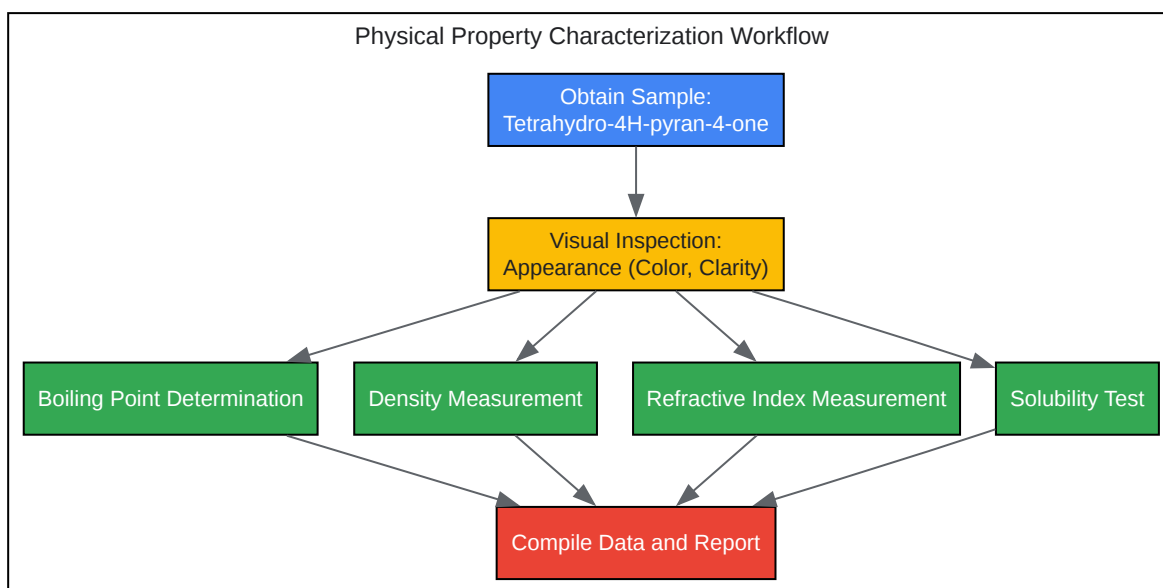 Physical Property Characterization Workflow
Obtain Sample:
Tetrahydro-4H-pyran-4-one
Visual Inspection:
Appearance (Color, Clarity)
Boiling Point Determination
Density Measurement
Refractive Index Measurement
Solubility Test
Compile Data and Report